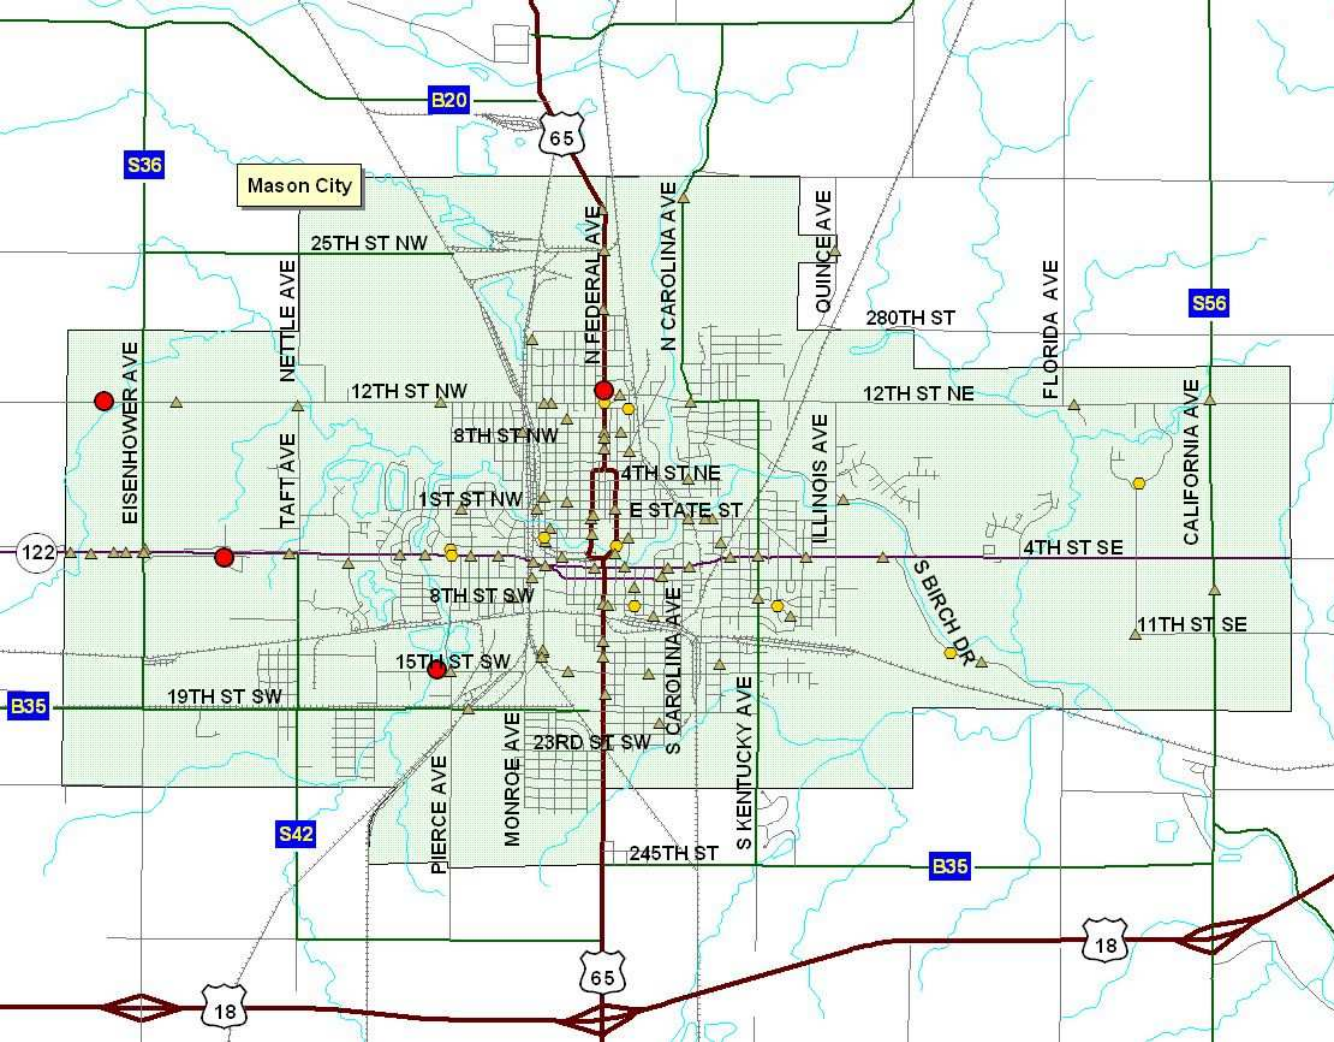 B20
65
S36
Mason City
25TH ST NW
N FEDERAL AVE
N CAROLINA AVE
QUINCE AVE
NETTLE AVE
FLORIDA AVE
S56
280TH ST
EISENHOWER AVE
12TH ST NW
12TH ST NE
CALIFORNIA AVE
8TH ST NW
TAFT AVE
ILLINOIS AVE
4TH ST NE
1ST ST NW
E STATE ST
122
4TH ST SE
8TH ST SW
S BIRCH DR
11TH ST SE
S CAROLINA AVE
15TH ST SW
19TH ST SW
B35
S KENTUCKY AVE
MONROE AVE
23RD ST SW
PIERCE AVE
S42
245TH ST
B35
18
65
18